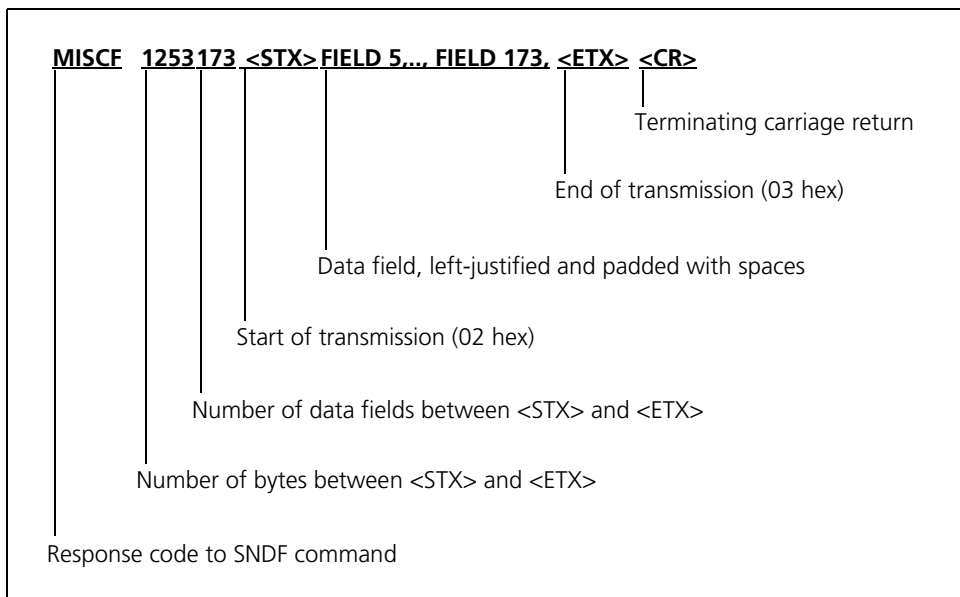 MISCF 1253 173 <STX> FIELD 5,..., FIELD 173, <ETX> <CR>
Terminating carriage return
End of transmission (03 hex)
Data field, left-justified and padded with spaces
Start of transmission (02 hex)
Number of data fields between <STX> and <ETX>
Number of bytes between <STX> and <ETX>
Response code to SNDF command